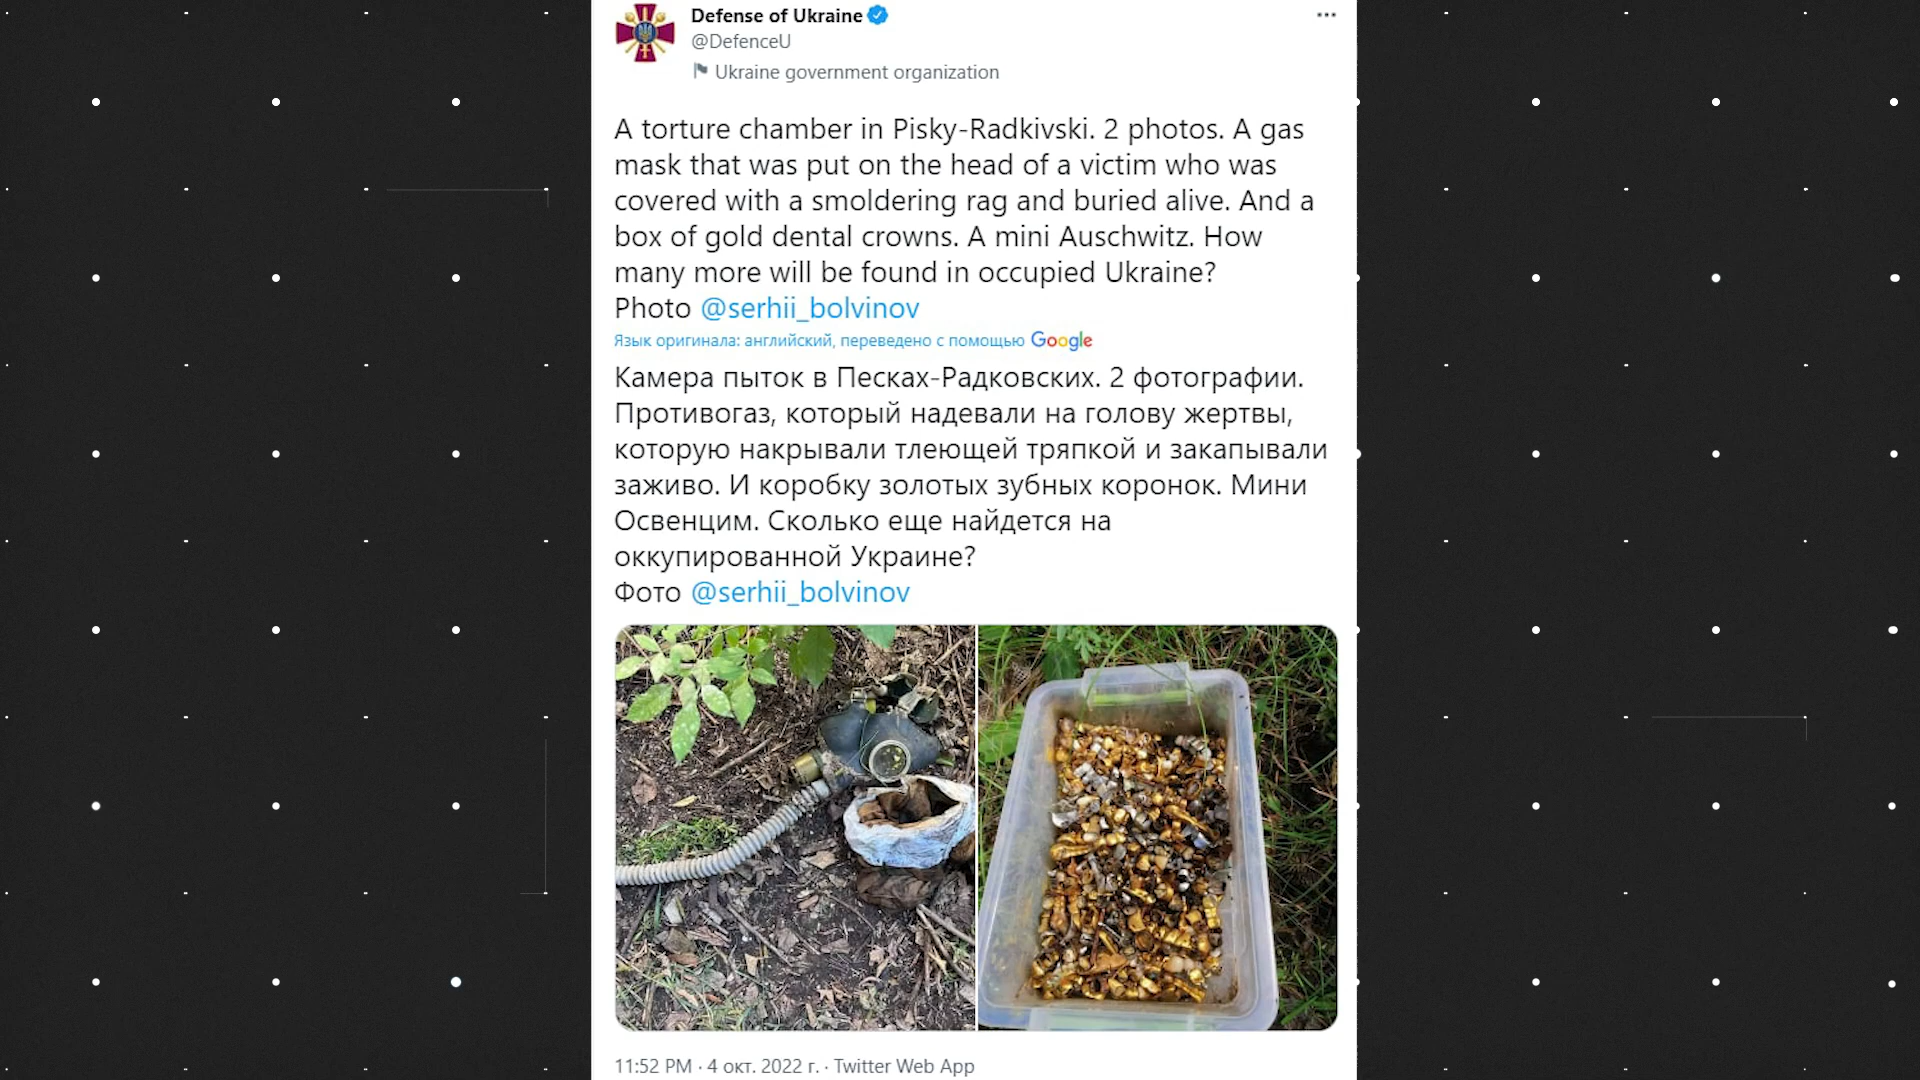 Defense of Ukraine
@DefenceU
Ukraine government organization
A torture chamber in Pisky-Radkivski. 2 photos. A gas
mask that was put on the head of a victim who was
covered with a smoldering rag and buried alive. And a
box of gold dental crowns. A mini Auschwitz. How
many more will be found in occupied Ukraine?
Photo @serhii_bolvinov
Язык оригинала: английский, переведено с помощью Google
Камера пыток в Песках-Радковских. 2 фотографии.
Противогаз, который надевали на голову жертвы,
которую накрывали тлеющей тряпкой и закапывали
заживо. И коробку золотых зубных коронок. Мини
Освенцим. Сколько еще найдется на
оккупированной Украине?
Фото @serhii_bolvinov
11:52 PM · 4 окт. 2022 г. · Twitter Web App